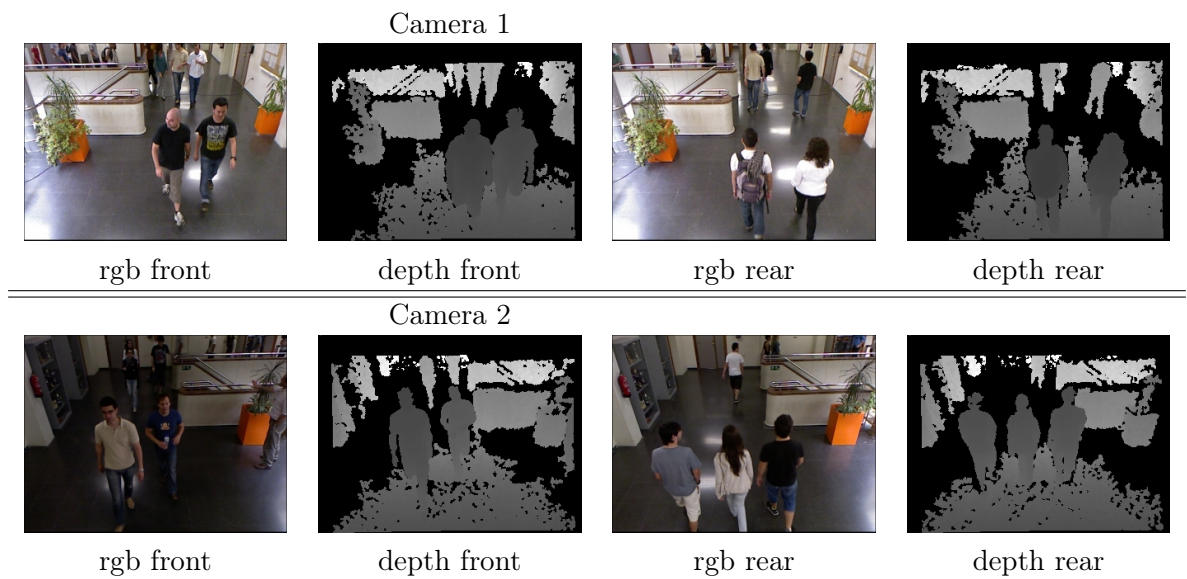 Camera 1
rgb front
depth front
rgb rear
depth rear
Camera 2
rgb front
depth front
rgb rear
depth rear